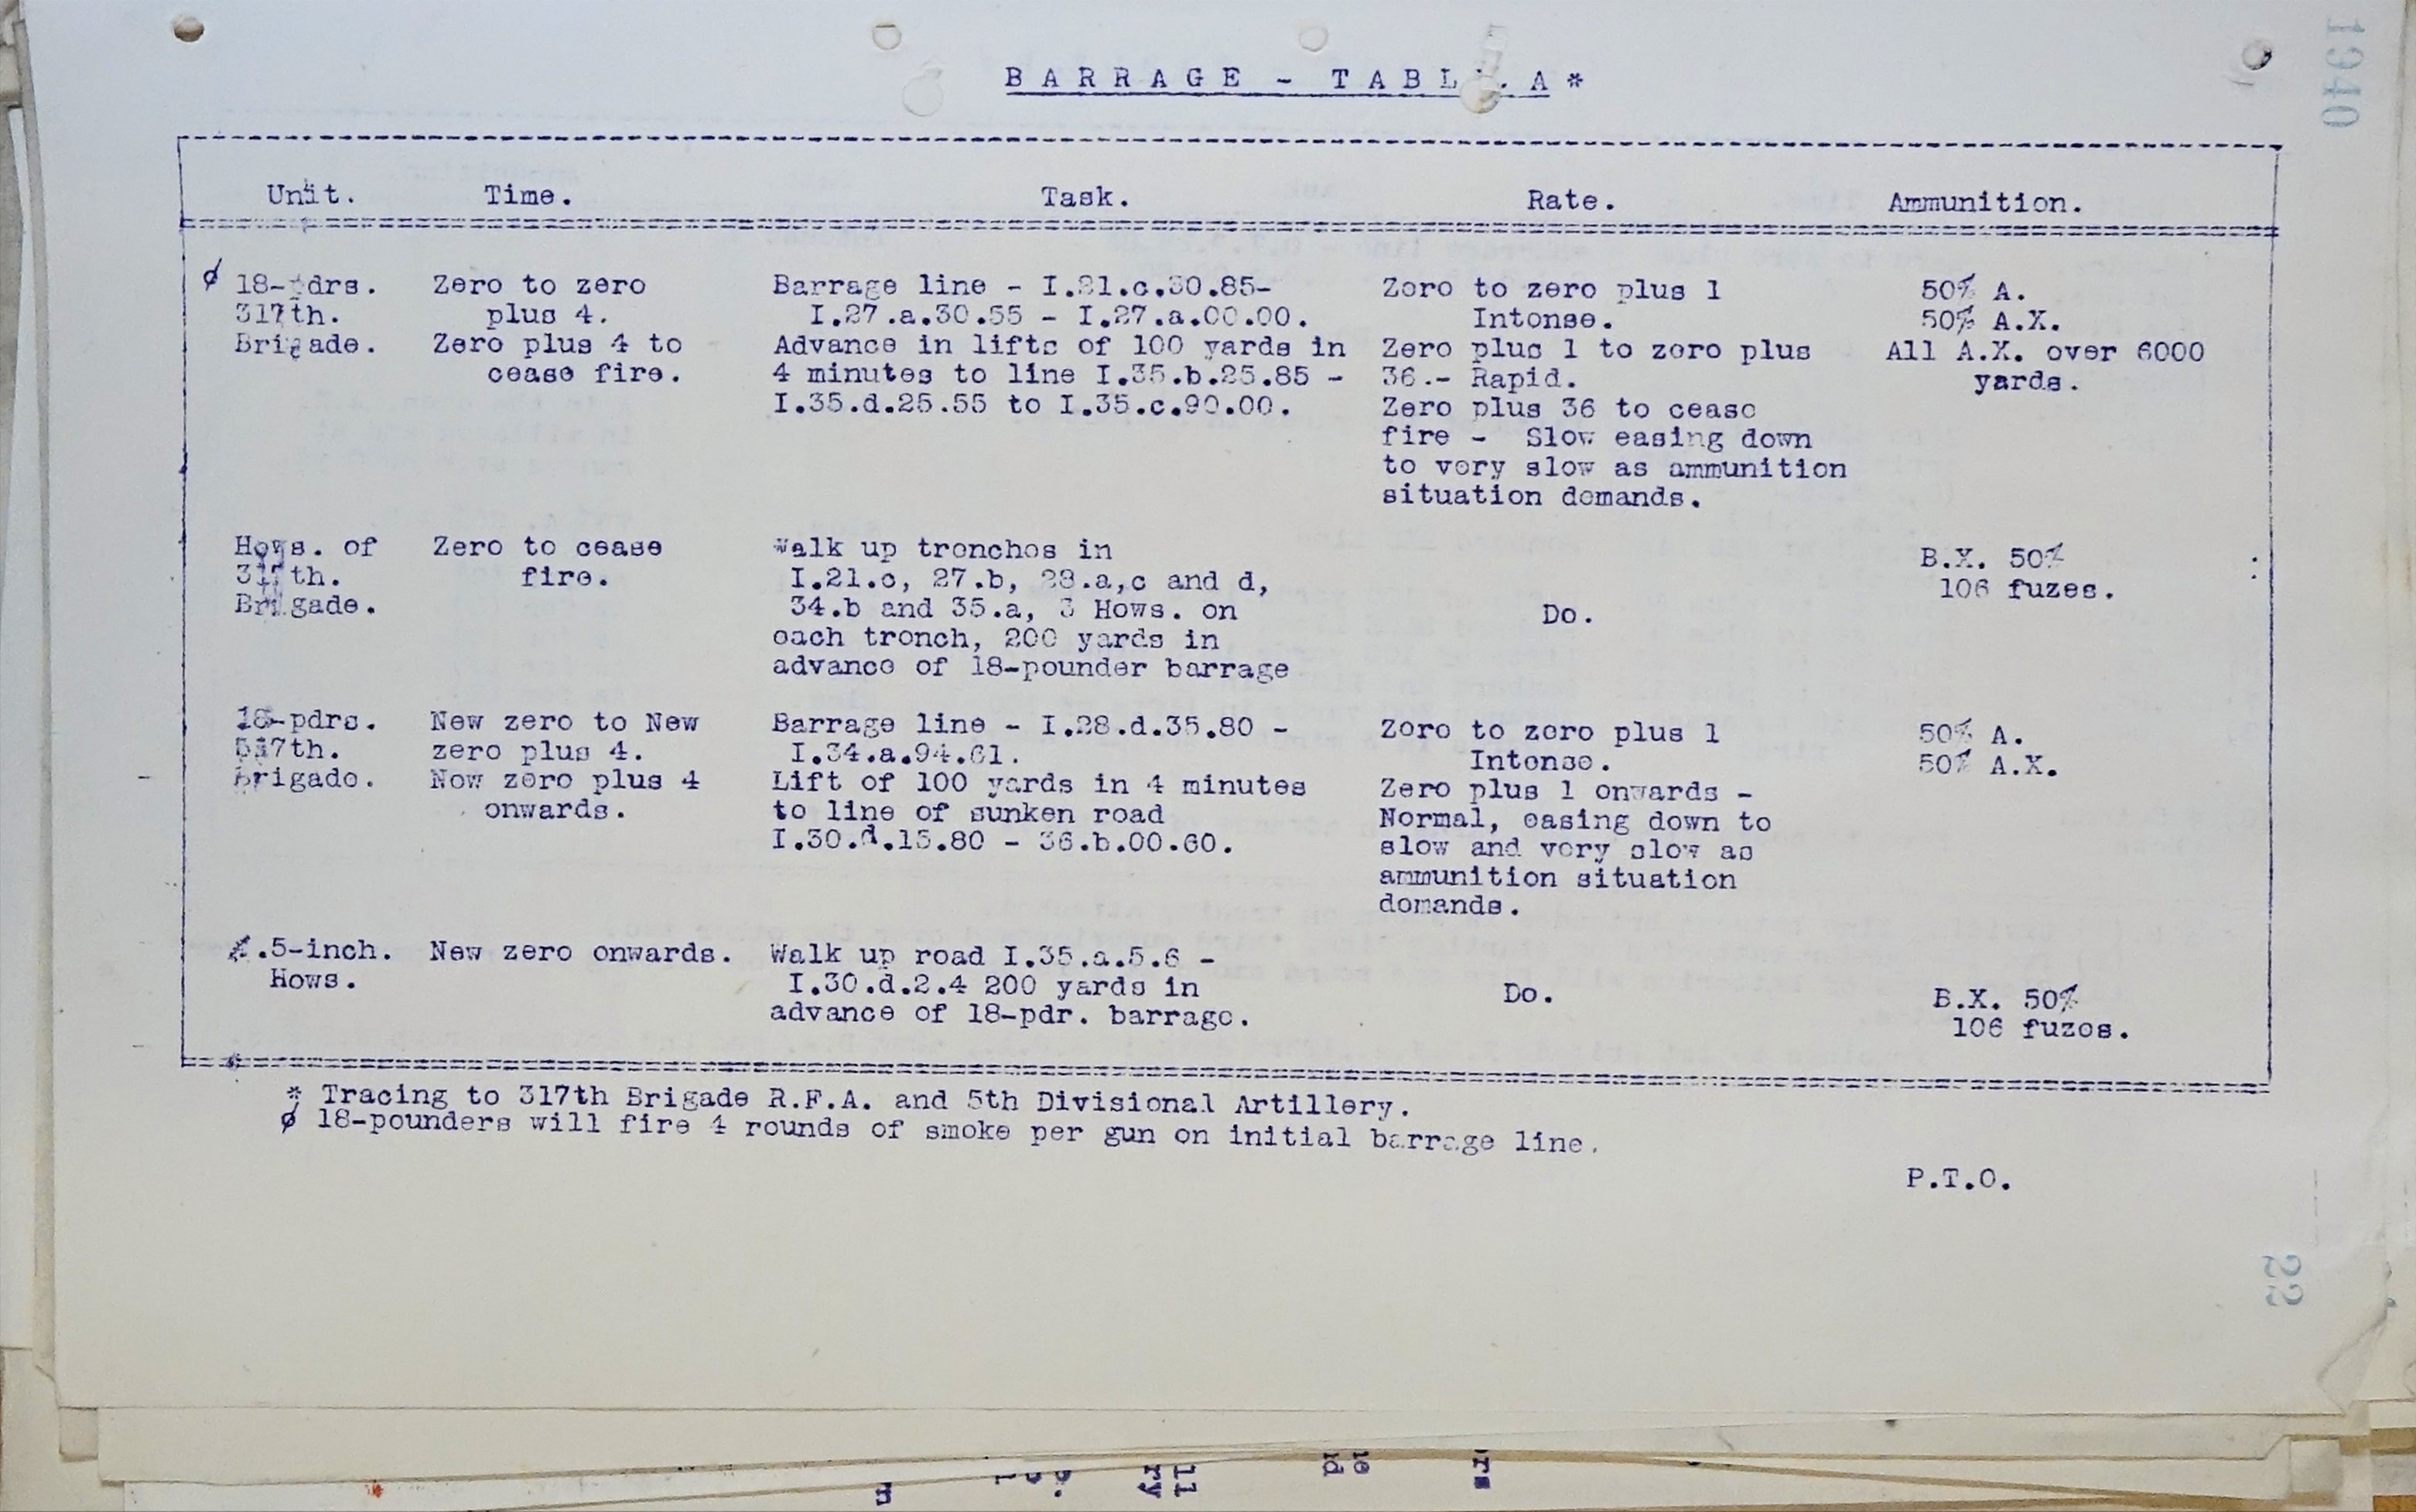 BARRAGE - TABLE A *
Unit. Time. Task. Rate. Ammunition.
ϕ 18-pdrs.
317th.
Brigade.
Zero to zero
plus 4.
Zero plus 4 to
cease fire.
Barrage line - I.21.c.30.85-
I.27.a.30.55 - I.27.a.00.00.
Advance in lifts of 100 yards in
4 minutes to line I.35.b.25.85 -
I.35.d.25.55 to I.35.c.90.00.
Zero to zero plus 1
Intense.
Zero plus 1 to zero plus
36.- Rapid.
Zero plus 36 to cease
fire - Slow easing down
to very slow as ammunition
situation demands.
50% A.
50% A.X.
All A.X. over 6000
yards.
Hows. of
317th.
Brigade.
Zero to cease
fire.
Walk up trenches in
I.21.c, 27.b, 28.a,c and d,
34.b and 35.a, 3 Hows. on
each trench, 200 yards in
advance of 18-pounder barrage
Do.
B.X. 50%
106 fuzes.
18-pdrs.
317th.
Brigade.
New zero to New
zero plus 4.
New zero plus 4
onwards.
Barrage line - I.28.d.35.80 -
I.34.a.94.61.
Lift of 100 yards in 4 minutes
to line of sunken road
I.30.d.15.80 - 36.b.00.60.
Zero to zero plus 1
Intense.
Zero plus 1 onwards -
Normal, easing down to
slow and very slow as
ammunition situation
demands.
50% A.
50% A.X.
4.5-inch.
Hows.
New zero onwards.
Walk up road I.35.a.5.6 -
I.30.d.2.4 200 yards in
advance of 18-pdr. barrage.
Do.
B.X. 50%
106 fuzes.
* Tracing to 317th Brigade R.F.A. and 5th Divisional Artillery.
ϕ 18-pounders will fire 4 rounds of smoke per gun on initial barrage line.
P.T.O.
1940
22